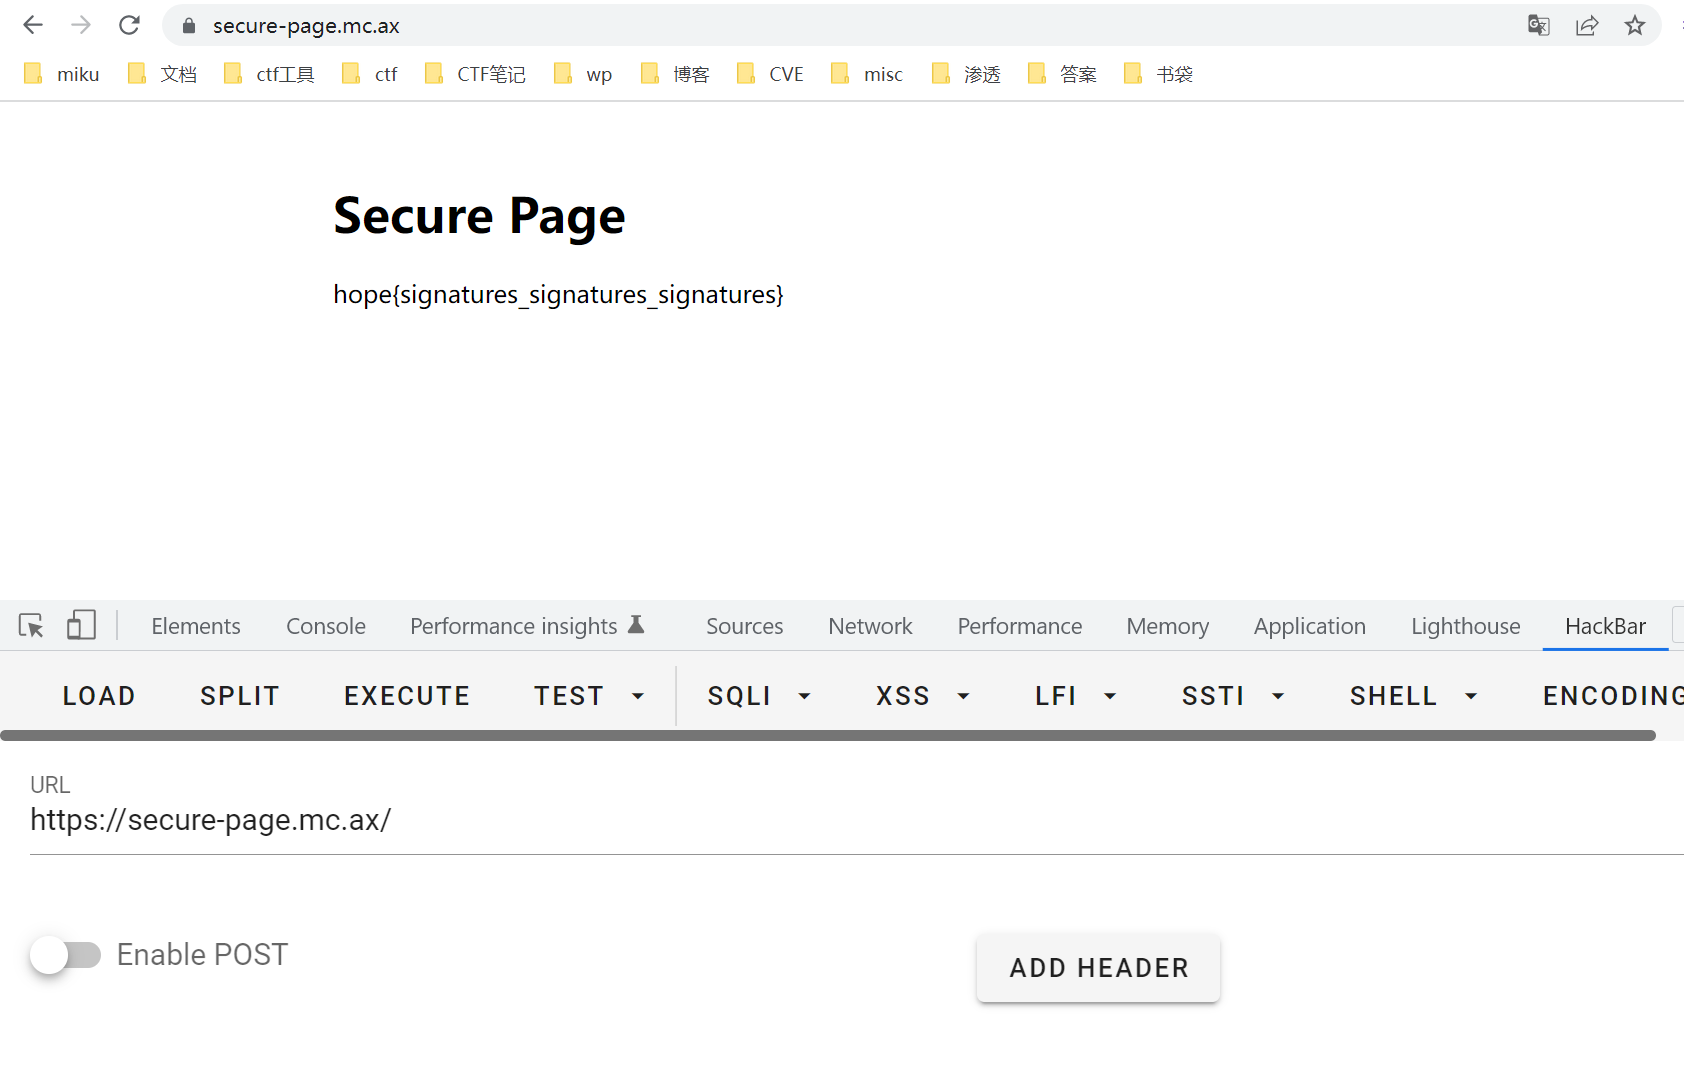 secure-page.mc.ax
miku 文档 ctf工具 ctf CTF笔记 wp 博客 CVE misc 渗透 答案 书袋
Secure Page
hope{signatures_signatures_signatures}
Elements Console Performance insights Sources Network Performance Memory Application Lighthouse HackBar
LOAD SPLIT EXECUTE TEST SQLI XSS LFI SSTI SHELL ENCODING
URL
https://secure-page.mc.ax/
Enable POST ADD HEADER